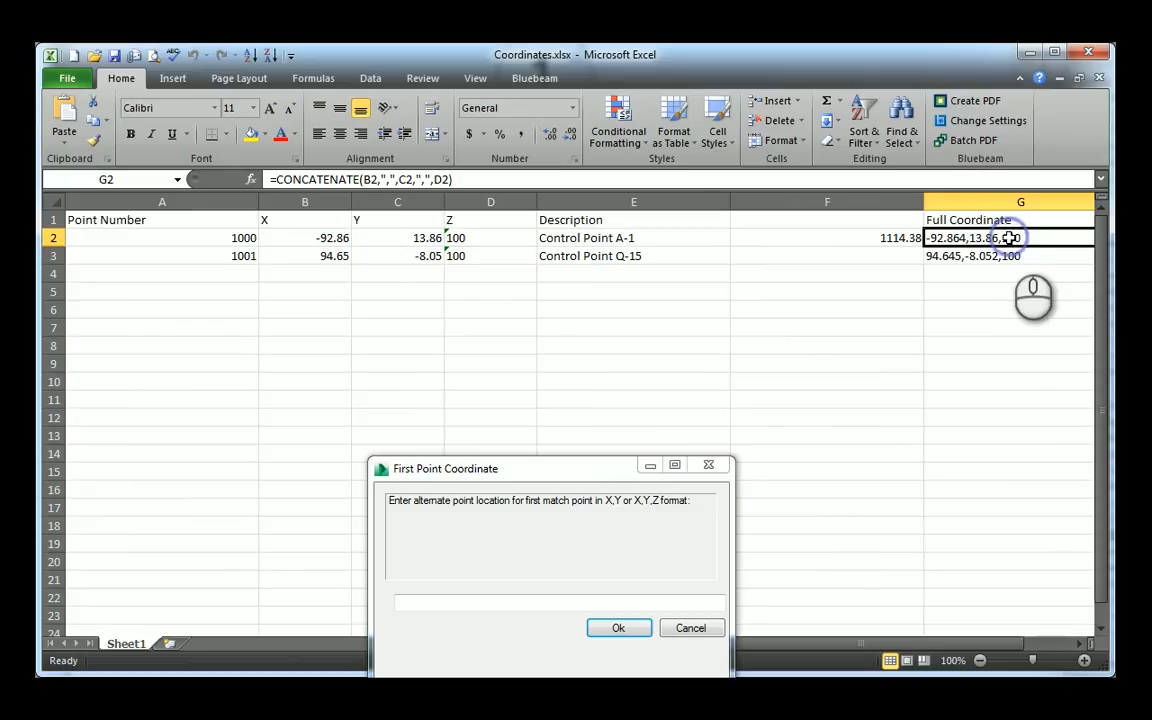 Coordinates.xlsx - Microsoft Excel
File Home Insert Page Layout Formulas Data Review View Bluebeam
Paste
Clipboard
Calibri 11
B I U
Font
Alignment
General
$ % ,
Number
Conditional Formatting
Format as Table
Cell Styles
Styles
Insert
Delete
Format
Cells
Sort & Filter
Find & Select
Editing
Create PDF
Change Settings
Batch PDF
Bluebeam
G2 fx =CONCATENATE(B2,",",C2,",",D2)
A B C D E F G
1 Point Number X Y Z Description Full Coordinate
2 1000 -92.86 13.86 100 Control Point A-1 1114.38 -92.864,13.86,
3 1001 94.65 -8.05 100 Control Point Q-15 94.645,-8.052,100
4
5
6
7
8
9
10
11
12
13
14
15
16
17
18
19
20
21
22
23
24
First Point Coordinate
Enter alternate point location for first match point in X,Y or X,Y,Z format:
Ok Cancel
Sheet1
Ready 100%